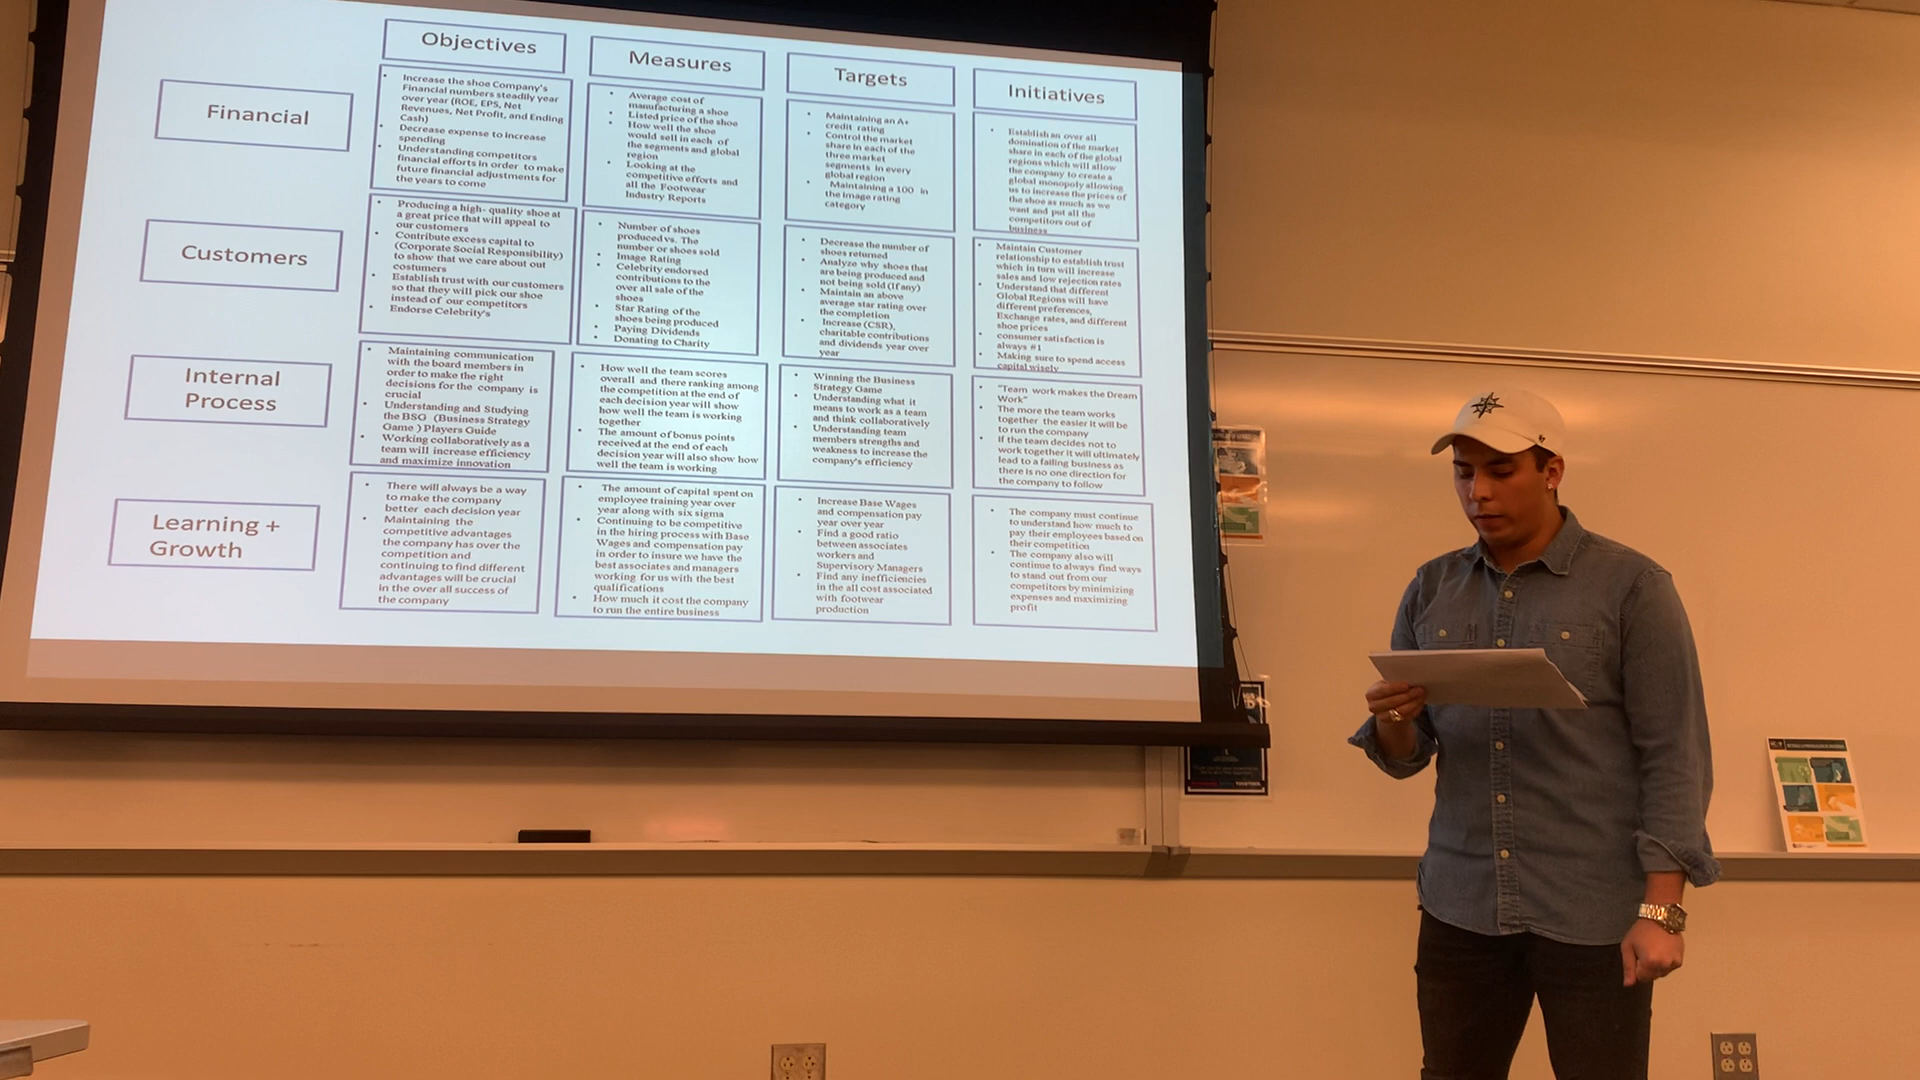 Objectives
Measures
Targets
Initiatives
Financial
• Increase the shoe Company's
Financial numbers steadily year
over year (ROE, EPS, Net
Revenues, Net Profit, and Ending
Cash)
• Decrease expense to increase
spending
• Understanding competitors
financial efforts in order to make
future financial adjustments for
the years to come
• Average cost of
manufacturing a shoe
• Listed price of the shoe
• How well the shoe
would sell in each of
the segments and global
region
• Looking at the
competitive efforts and
all the Footwear
Industry Reports
• Maintaining an A+
credit rating
• Control the market
share in each of the
three market
segments in every
global region
• Maintaining a 100 in
the image rating
category
• Establish an over all
domination of the market
share in each of the global
regions which will allow
the company to create a
global monopoly allowing
us to increase the prices of
the shoe as much as we
want and put all the
competitors out of
business
Customers
• Producing a high- quality shoe at
a great price that will appeal to
our customers
• Contribute excess capital to
(Corporate Social Responsibility)
to show that we care about out
costumers
• Establish trust with our customers
so that they will pick our shoe
instead of our competitors
• Endorse Celebrity's
• Number of shoes
produced vs. The
number or shoes sold
• Image Rating
• Celebrity endorsed
contributions to the
over all sale of the
shoes
• Star Rating of the
shoes being produced
• Paying Dividends
• Donating to Charity
• Decrease the number of
shoes returned
• Analyze why shoes that
are being produced and
not being sold (If any)
• Maintain an above
average star rating over
the completion
• Increase (CSR),
charitable contributions
and dividends year over
year
• Maintain Customer
relationship to establish trust
which in turn will increase
sales and low rejection rates
• Understand that different
Global Regions will have
different preferences,
Exchange rates, and different
shoe prices
• consumer satisfaction is
always #1
• Making sure to spend access
capital wisely
Internal
Process
• Maintaining communication
with the board members in
order to make the right
decisions for the company is
crucial
• Understanding and Studying
the BSG (Business Strategy
Game ) Players Guide
• Working collaboratively as a
team will increase efficiency
and maximize innovation
• How well the team scores
overall and there ranking among
the competition at the end of
each decision year will show
how well the team is working
together
• The amount of bonus points
received at the end of each
decision year will also show how
well the team is working
• Winning the Business
Strategy Game
• Understanding what it
means to work as a team
and think collaboratively
• Understanding team
members strengths and
weakness to increase the
company's efficiency
• "Team work makes the Dream
Work"
• The more the team works
together the easier it will be
to run the company
• If the team decides not to
work together it will ultimately
lead to a failing business as
there is no one direction for
the company to follow
Learning +
Growth
• There will always be a way
to make the company
better each decision year
• Maintaining the
competitive advantages
the company has over the
competition and
continuing to find different
advantages will be crucial
in the over all success of
the company
• The amount of capital spent on
employee training year over
year along with six sigma
• Continuing to be competitive
in the hiring process with Base
Wages and compensation pay
in order to insure we have the
best associates and managers
working for us with the best
qualifications
• How much it cost the company
to run the entire business
• Increase Base Wages
and compensation pay
year over year
• Find a good ratio
between associates
workers and
Supervisory Managers
• Find any inefficiencies
in the all cost associated
with footwear
production
• The company must continue
to understand how much to
pay their employees based on
their competition
• The company also will
continue to always find ways
to stand out from our
competitors by minimizing
expenses and maximizing
profit